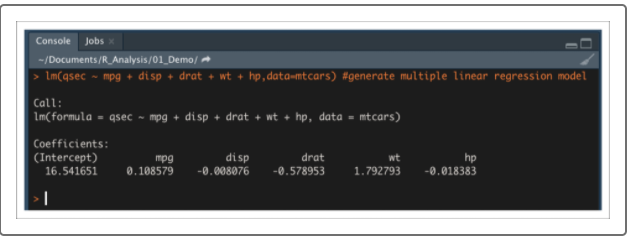 Console Jobs ×
~/Documents/R_Analysis/01_Demo/
> lm(qsec ~ mpg + disp + drat + wt + hp,data=mtcars) #generate multiple linear regression model
Call:
lm(formula = qsec ~ mpg + disp + drat + wt + hp, data = mtcars)
Coefficients:
(Intercept) mpg disp drat wt hp
16.541651 0.108579 -0.008076 -0.578953 1.792793 -0.018383
>